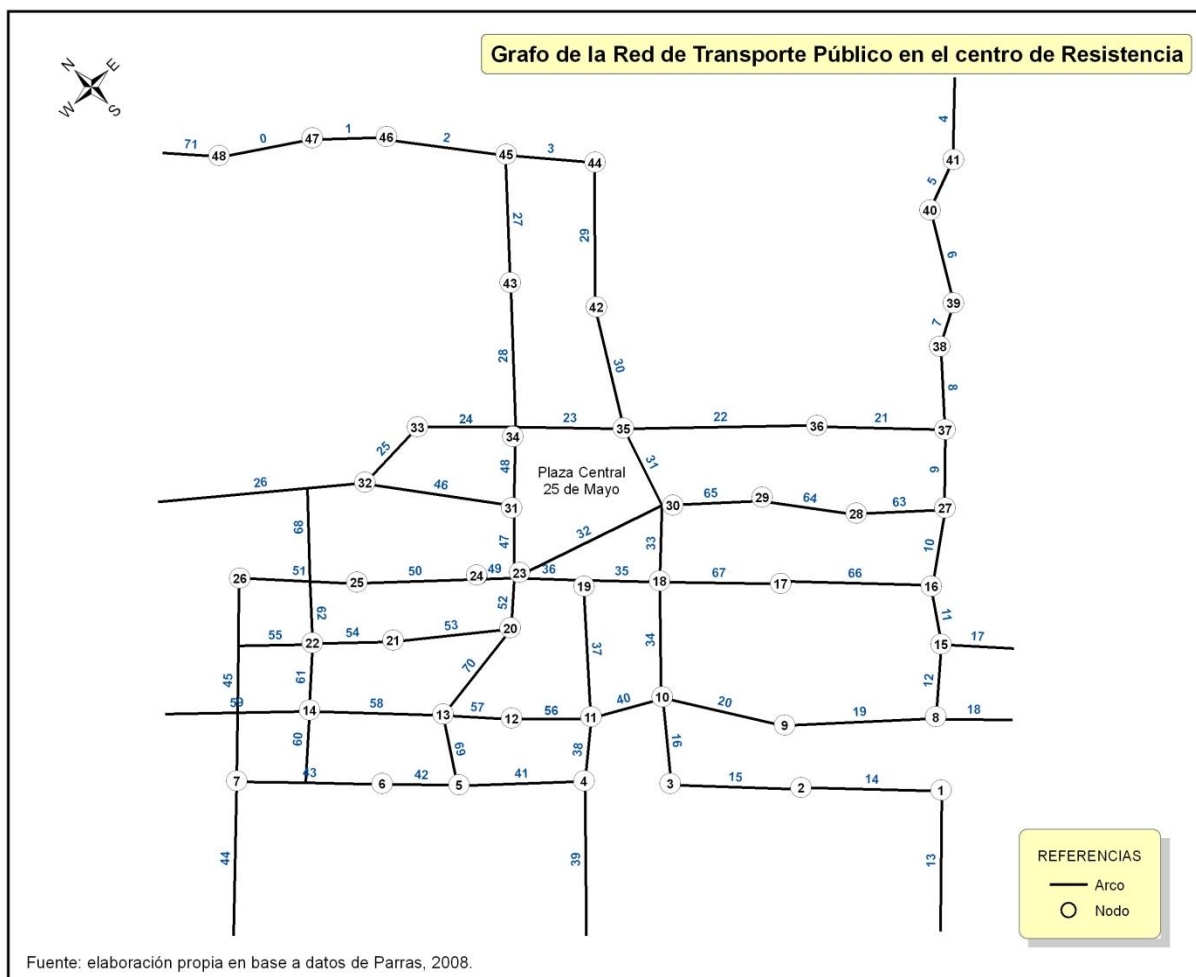 Grafo de la Red de Transporte Público en el centro de Resistencia
N E
W S
4
71 0 47 1 46 2 45 3 44
48
41
5
40
27
29
6
43
42
39
7
38
28
30
8
33 24 23 35 22 36 21 37
34
25
48
Plaza Central
25 de Mayo
31
9
26 32 46
31
30 65 29 64 28 63 27
68
47
32
33
10
26 51 25 50 24 49 23 36 19 35 18 67 17 66 16
62
52
11
55 22 54 21 53 20
37
34
15 17
45
61
70
12
59 14 58 13 57 12 56 11 40 10 20 9 19 8 18
60
69
38
16
7 43 6 42 5 41 4
3 15 2 14 1
44
39
13
REFERENCIAS
Arco
Nodo
Fuente: elaboración propia en base a datos de Parras, 2008.